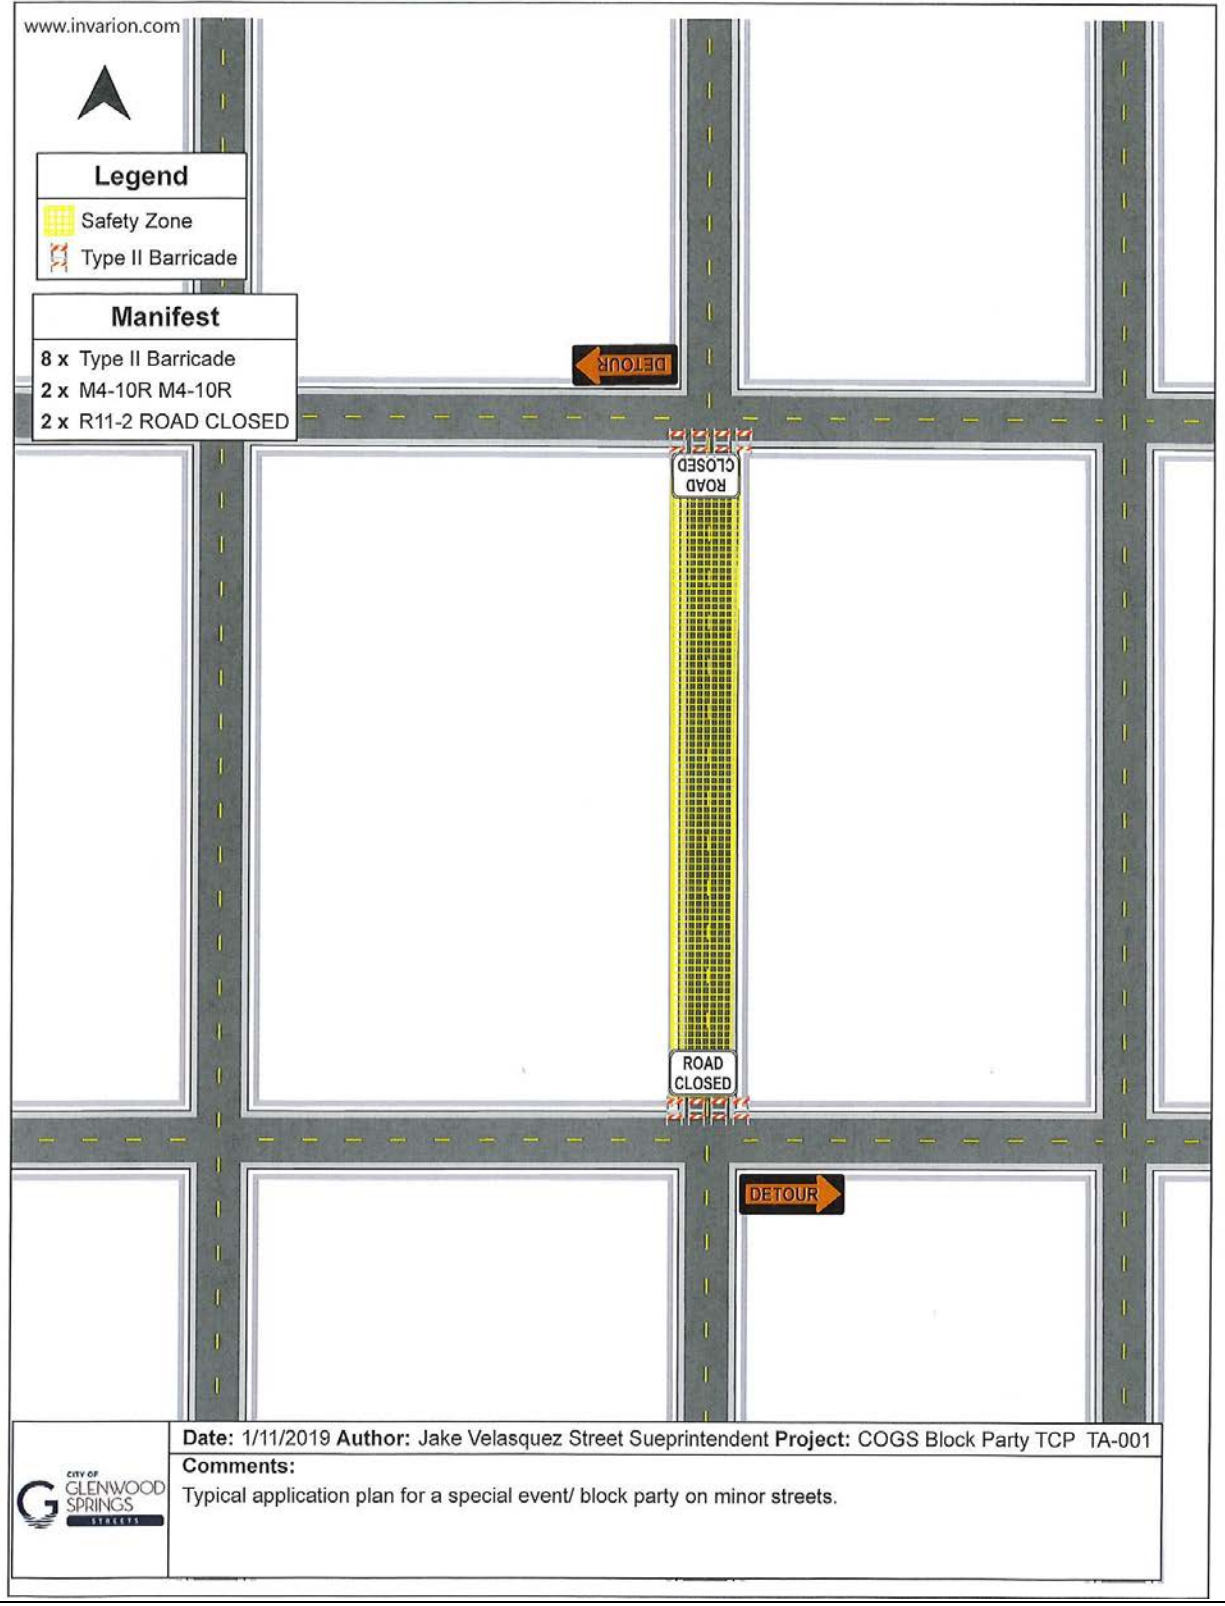 www.invarion.com
Legend
Safety Zone
Type II Barricade
Manifest
8 x Type II Barricade
2 x M4-10R M4-10R
2 x R11-2 ROAD CLOSED
DETOUR
ROAD
CLOSED
ROAD
CLOSED
DETOUR
Date: 1/11/2019 Author: Jake Velasquez Street Sueprintendent Project: COGS Block Party TCP TA-001
Comments:
Typical application plan for a special event/ block party on minor streets.
CITY OF
GLENWOOD
SPRINGS
STREETS